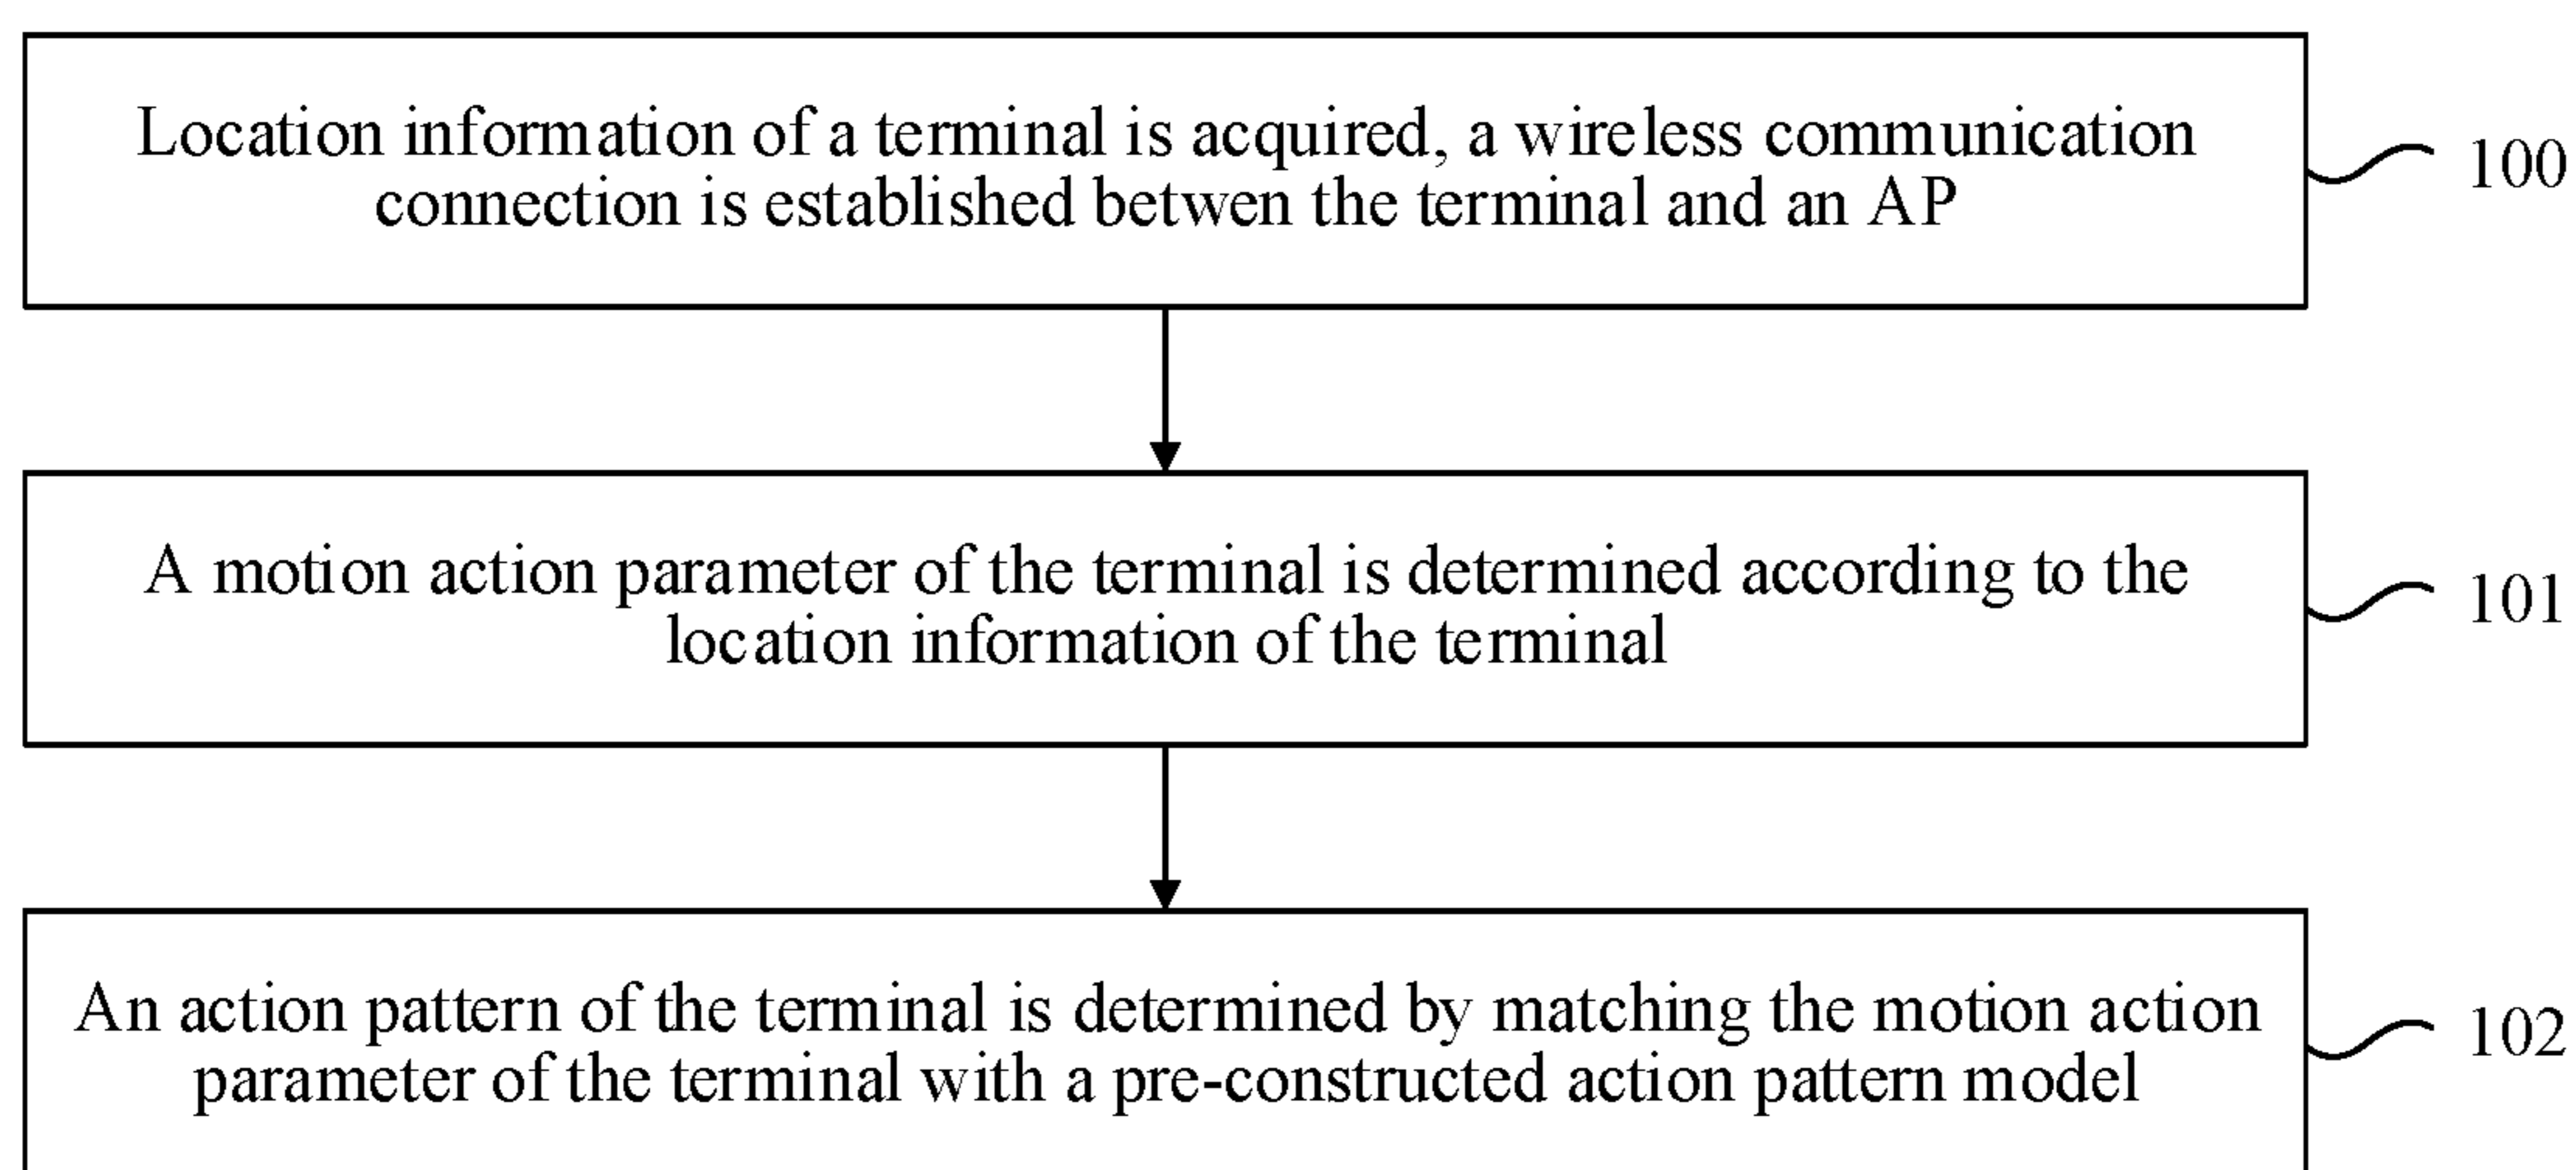 Location information of a terminal is acquired, a wireless communication
connection is established betwen the terminal and an AP
100
A motion action parameter of the terminal is determined according to the
location information of the terminal
101
An action pattern of the terminal is determined by matching the motion action
parameter of the terminal with a pre-constructed action pattern model
102